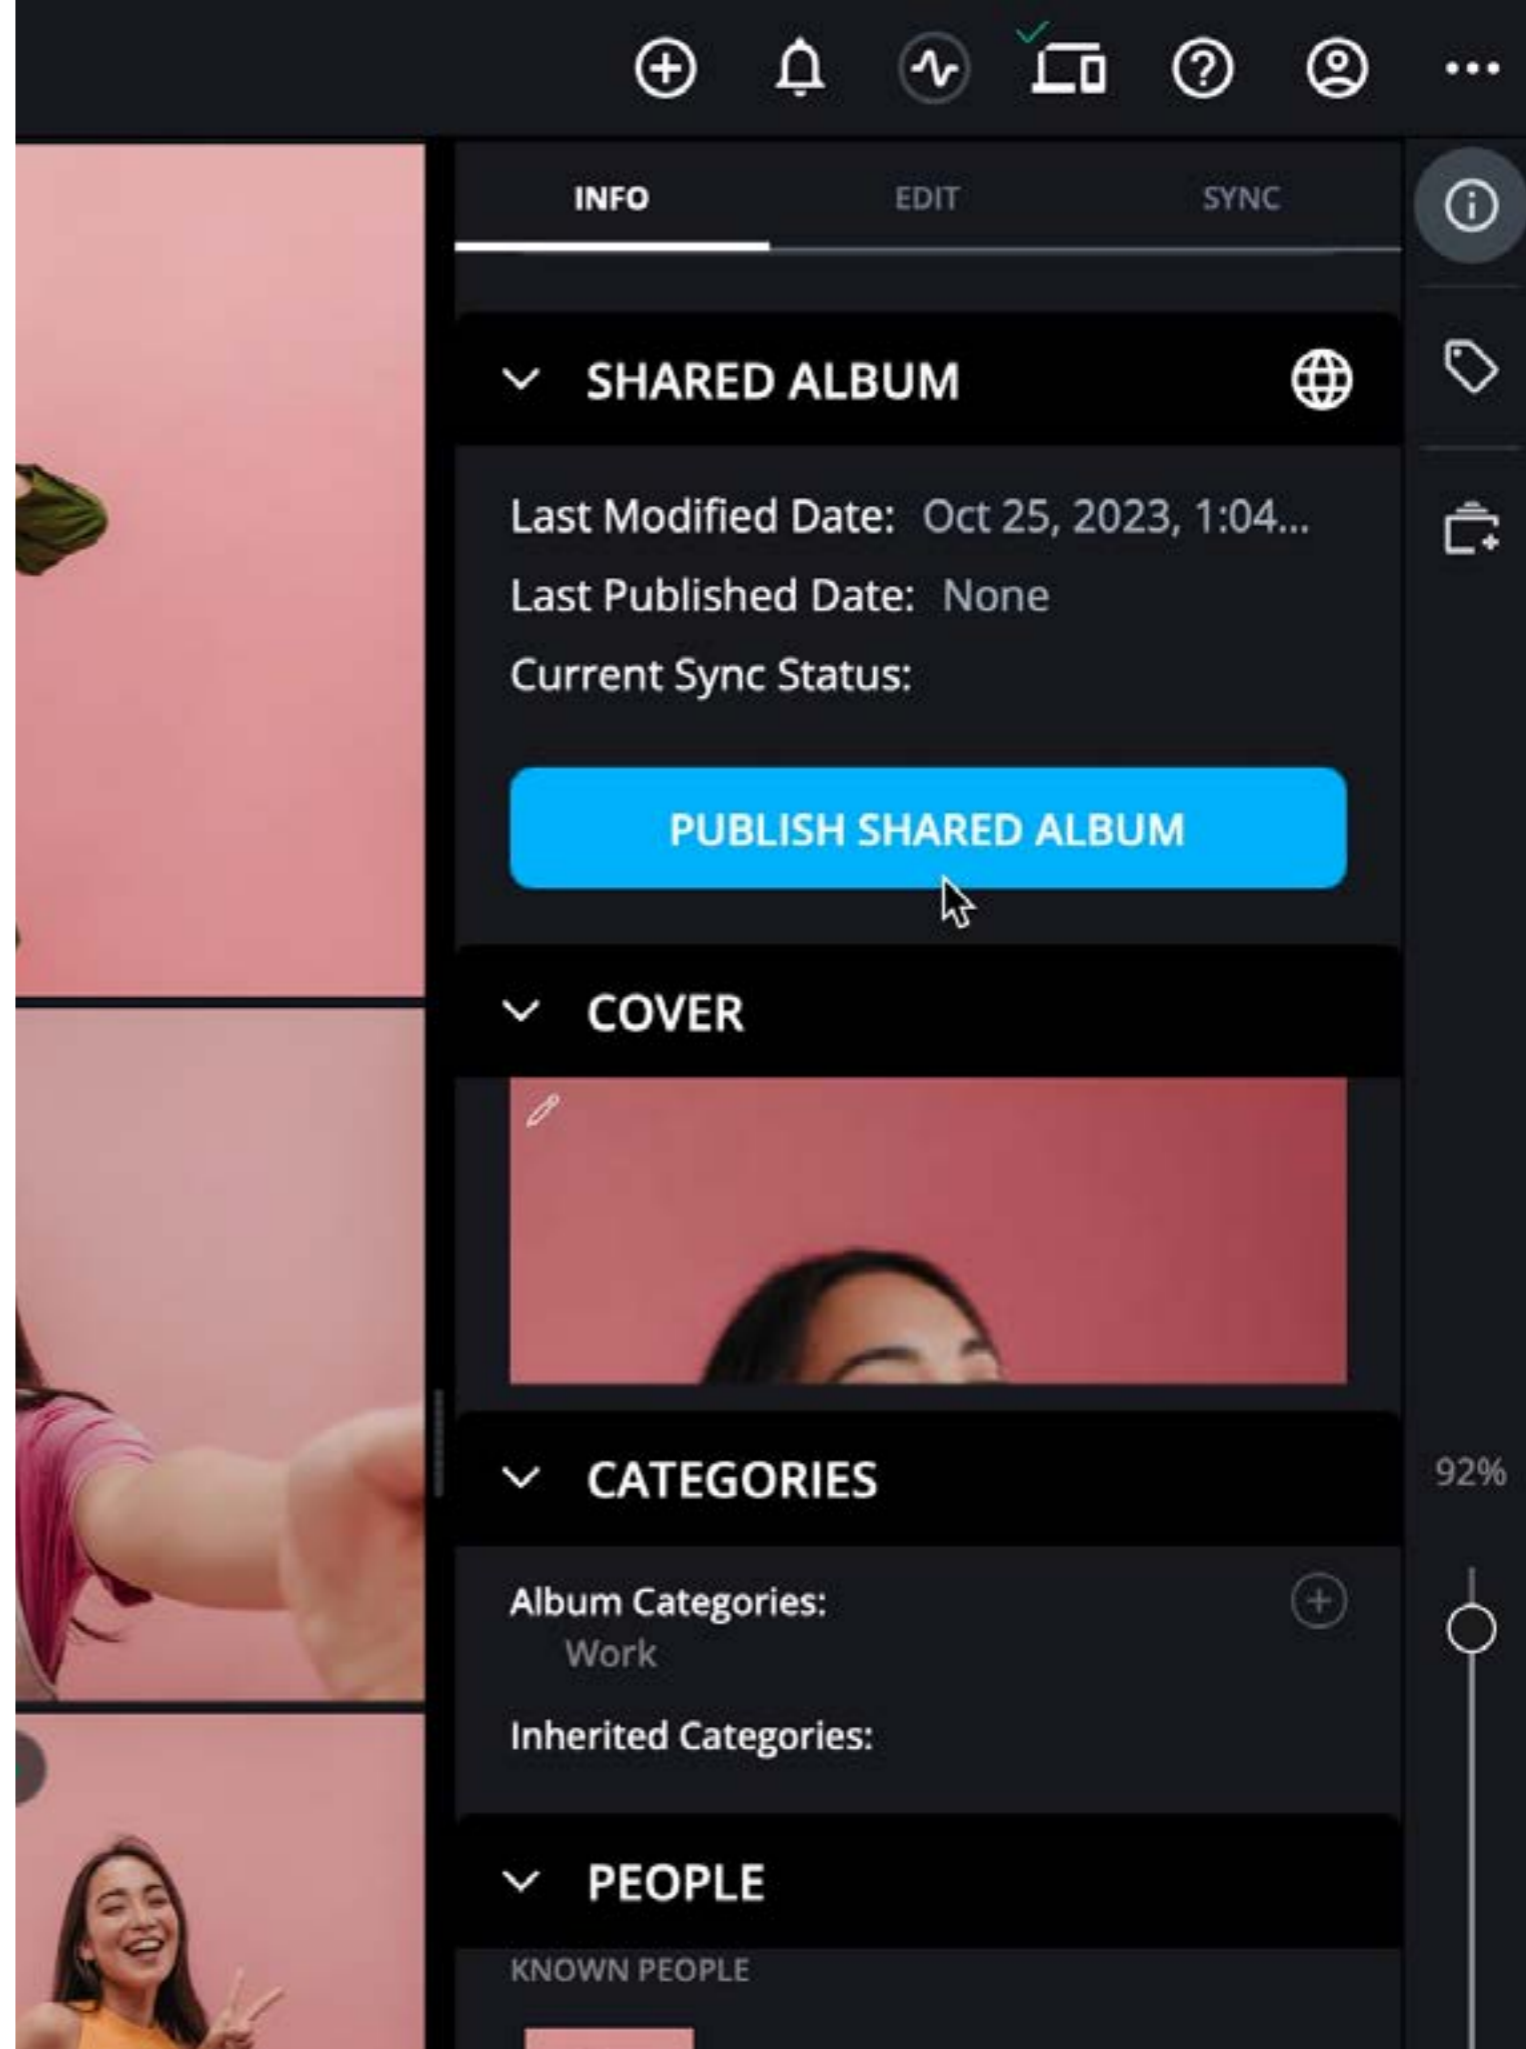 INFO
EDIT
SYNC
SHARED ALBUM
Last Modified Date: Oct 25, 2023, 1:04...
Last Published Date: None
Current Sync Status:
PUBLISH SHARED ALBUM
COVER
CATEGORIES
92%
Album Categories:
Work
Inherited Categories:
PEOPLE
KNOWN PEOPLE